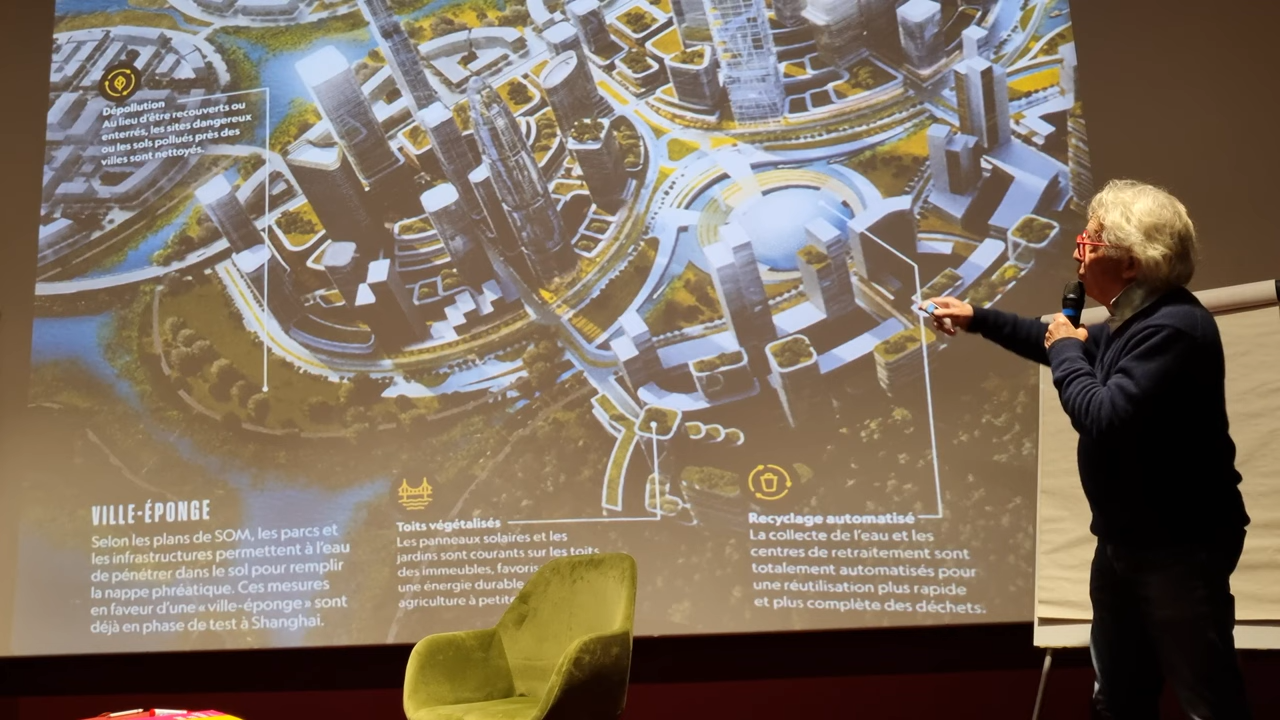 Dépollution
Au lieu d'être recouverts ou
enterrés, les sites dangereux
ou les sols pollués près des
villes sont nettoyés.
VILLE-ÉPONGE
Selon les plans de SOM, les parcs et
les infrastructures permettent à l'eau
de pénétrer dans le sol pour remplir
la nappe phréatique. Ces mesures
en faveur d'une « ville-éponge » sont
déjà en phase de test à Shanghai.
Toits végétalisés
Les panneaux solaires et les
jardins sont courants sur les toits
des immeubles, favoris
une énergie durable
agriculture à petit
Recyclage automatisé
La collecte de l'eau et les
centres de retraitement sont
totalement automatisés pour
une réutilisation plus rapide
et plus complète des déchets.